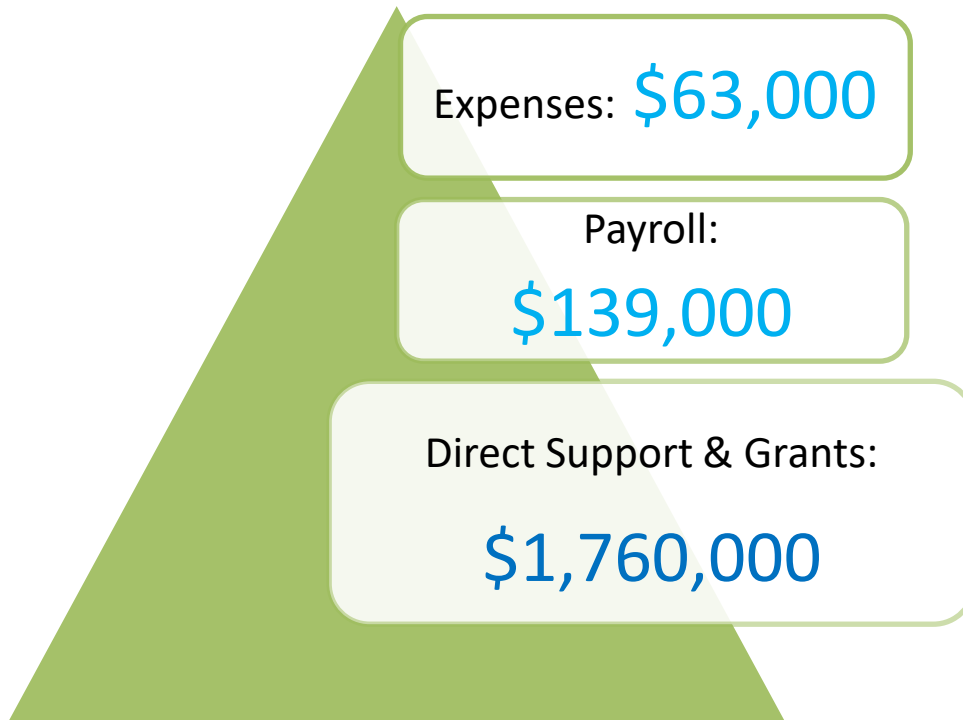 Expenses: $63,000
Payroll:
$139,000
Direct Support & Grants:
$1,760,000